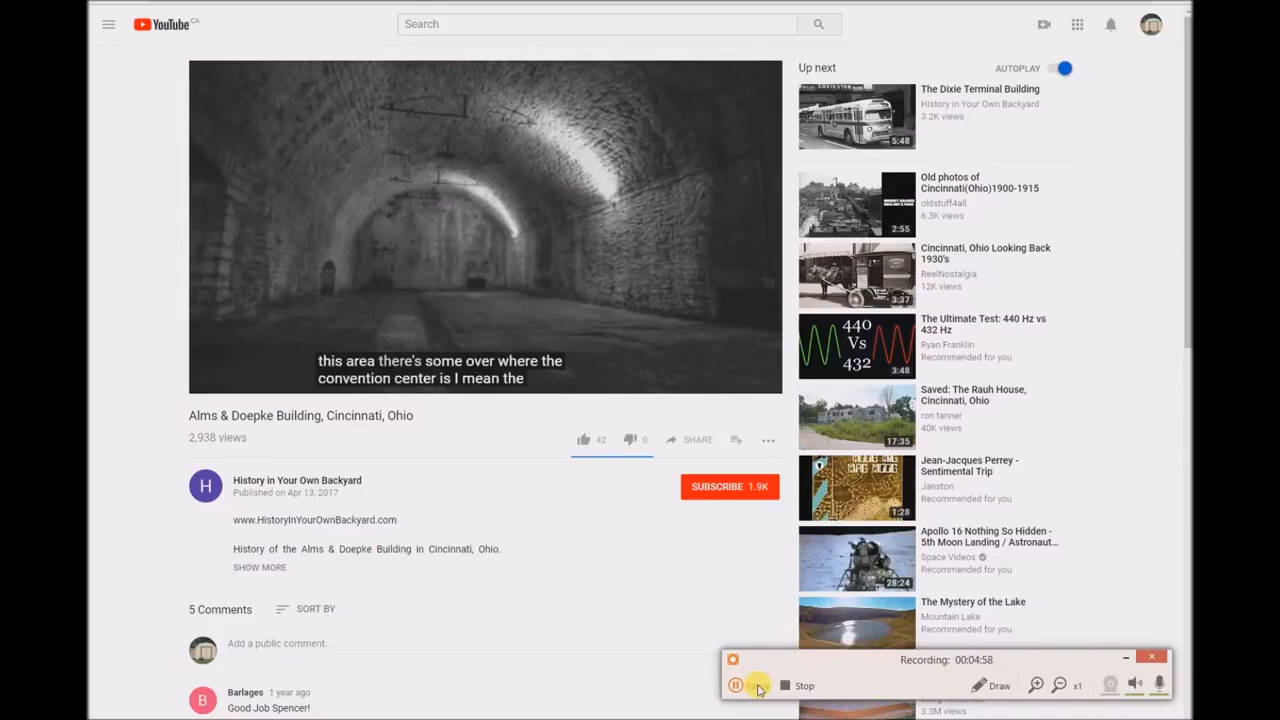 YouTube CA
Search
Up next
AUTOPLAY
The Dixie Terminal Building
History in Your Own Backyard
3.2K views
5:48
Old photos of
Cincinnati(Ohio)1900-1915
oldstuff4all
6.3K views
2:55
Cincinnati, Ohio Looking Back
1930's
ReelNostalgia
12K views
3:37
The Ultimate Test: 440 Hz vs
432 Hz
Ryan Franklin
Recommended for you
440
Vs
432
3:48
this area there's some over where the
convention center is I mean the
Alms & Doepke Building, Cincinnati, Ohio
2,938 views
42
0
SHARE
Saved: The Rauh House,
Cincinnati, Ohio
ron tanner
40K views
17:35
H
History in Your Own Backyard
Published on Apr 13, 2017
SUBSCRIBE 1.9K
www.HistoryInYourOwnBackyard.com
History of the Alms & Doepke Building in Cincinnati, Ohio.
SHOW MORE
Jean-Jacques Perrey -
Sentimental Trip
Janston
Recommended for you
1:28
Apollo 16 Nothing So Hidden -
5th Moon Landing / Astronaut...
Space Videos
Recommended for you
28:24
5 Comments
SORT BY
Add a public comment...
The Mystery of the Lake
Mountain Lake
Recommended for you
B
Barlages 1 year ago
Good Job Spencer!
Recording: 00:04:58
Stop
Draw
x1
3.3M views